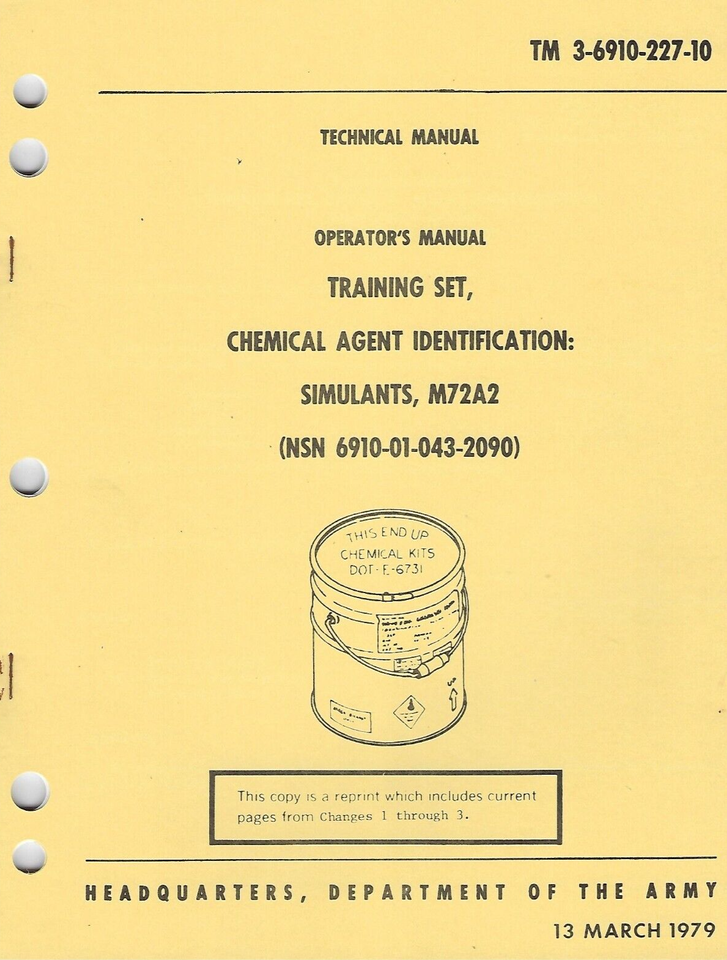 TM 3-6910-227-10
TECHNICAL MANUAL
OPERATOR'S MANUAL
TRAINING SET,
CHEMICAL AGENT IDENTIFICATION:
SIMULANTS, M72A2
(NSN 6910-01-043-2090)
THIS END UP
CHEMICAL KITS
DOT-E-6731
UP
This copy is a reprint which includes current
pages from Changes 1 through 3.
HEADQUARTERS, DEPARTMENT OF THE ARMY
13 MARCH 1979